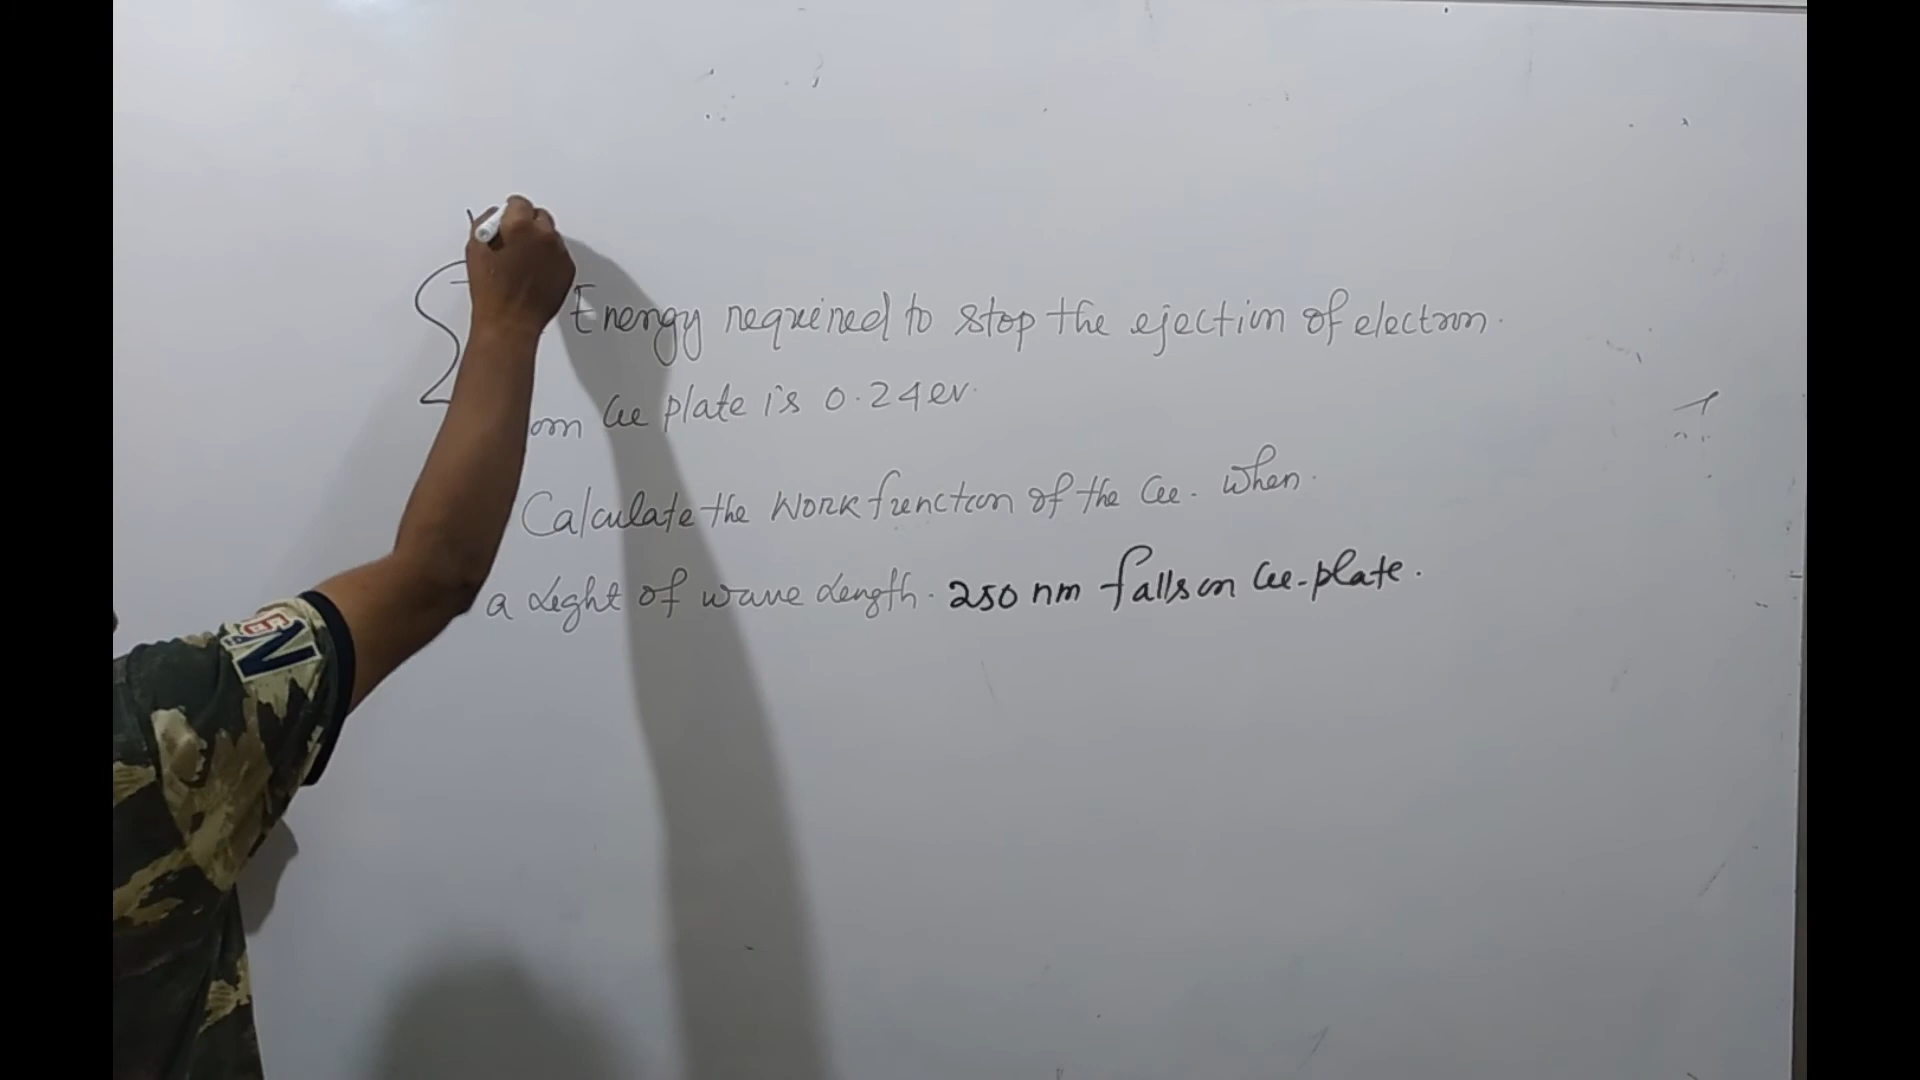 Energy required to stop the ejection of electron.
om Cu plate is 0.24ev.
Calculate the work function of the Cu. when.
a light of wave length. 250 nm falls on Cu-plate.
N